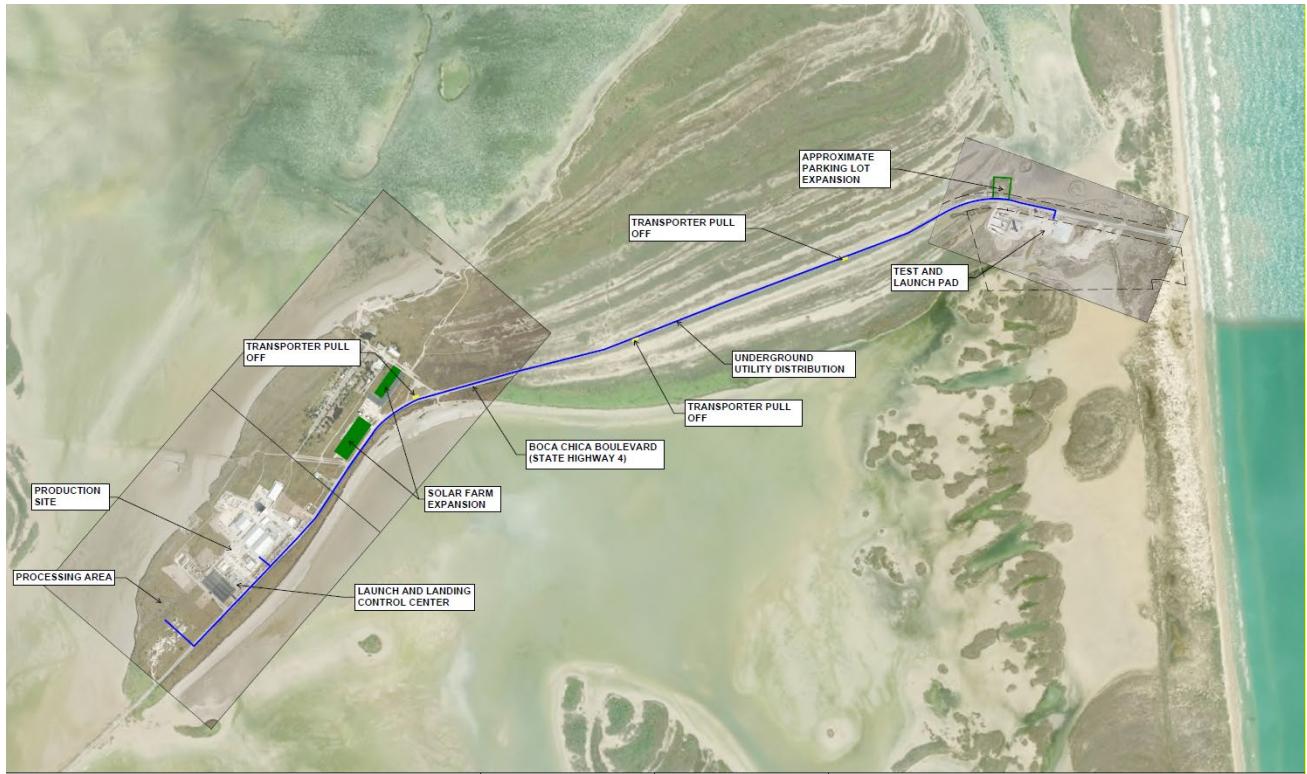 APPROXIMATE
PARKING LOT
EXPANSION
TRANSPORTER PULL
OFF
TEST AND
LAUNCH PAD
TRANSPORTER PULL
OFF
UNDERGROUND
UTILITY DISTRIBUTION
TRANSPORTER PULL
OFF
BOCA CHICA BOULEVARD
(STATE HIGHWAY 4)
SOLAR FARM
EXPANSION
PRODUCTION
SITE
PROCESSING AREA
LAUNCH AND LANDING
CONTROL CENTER